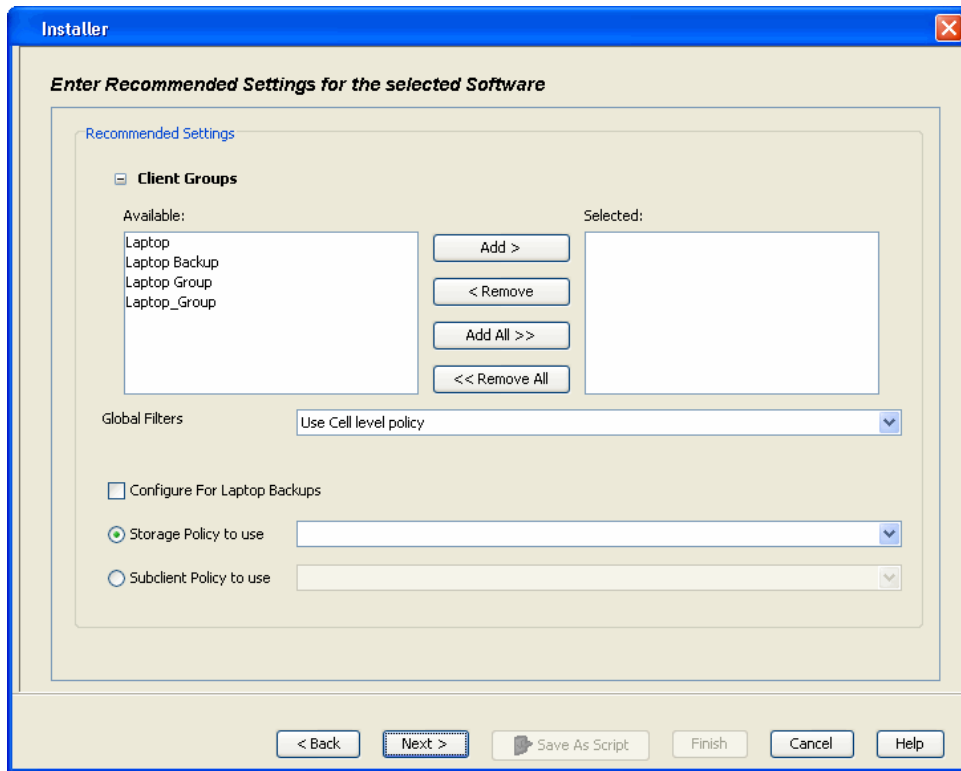 Installer
Enter Recommended Settings for the selected Software
Recommended Settings
Client Groups
Available:
Selected:
Laptop
Laptop Backup
Laptop Group
Laptop_Group
Add >
< Remove
Add All >>
<< Remove All
Global Filters
Use Cell level policy
Configure For Laptop Backups
Storage Policy to use
Subclient Policy to use
< Back
Next >
Save As Script
Finish
Cancel
Help